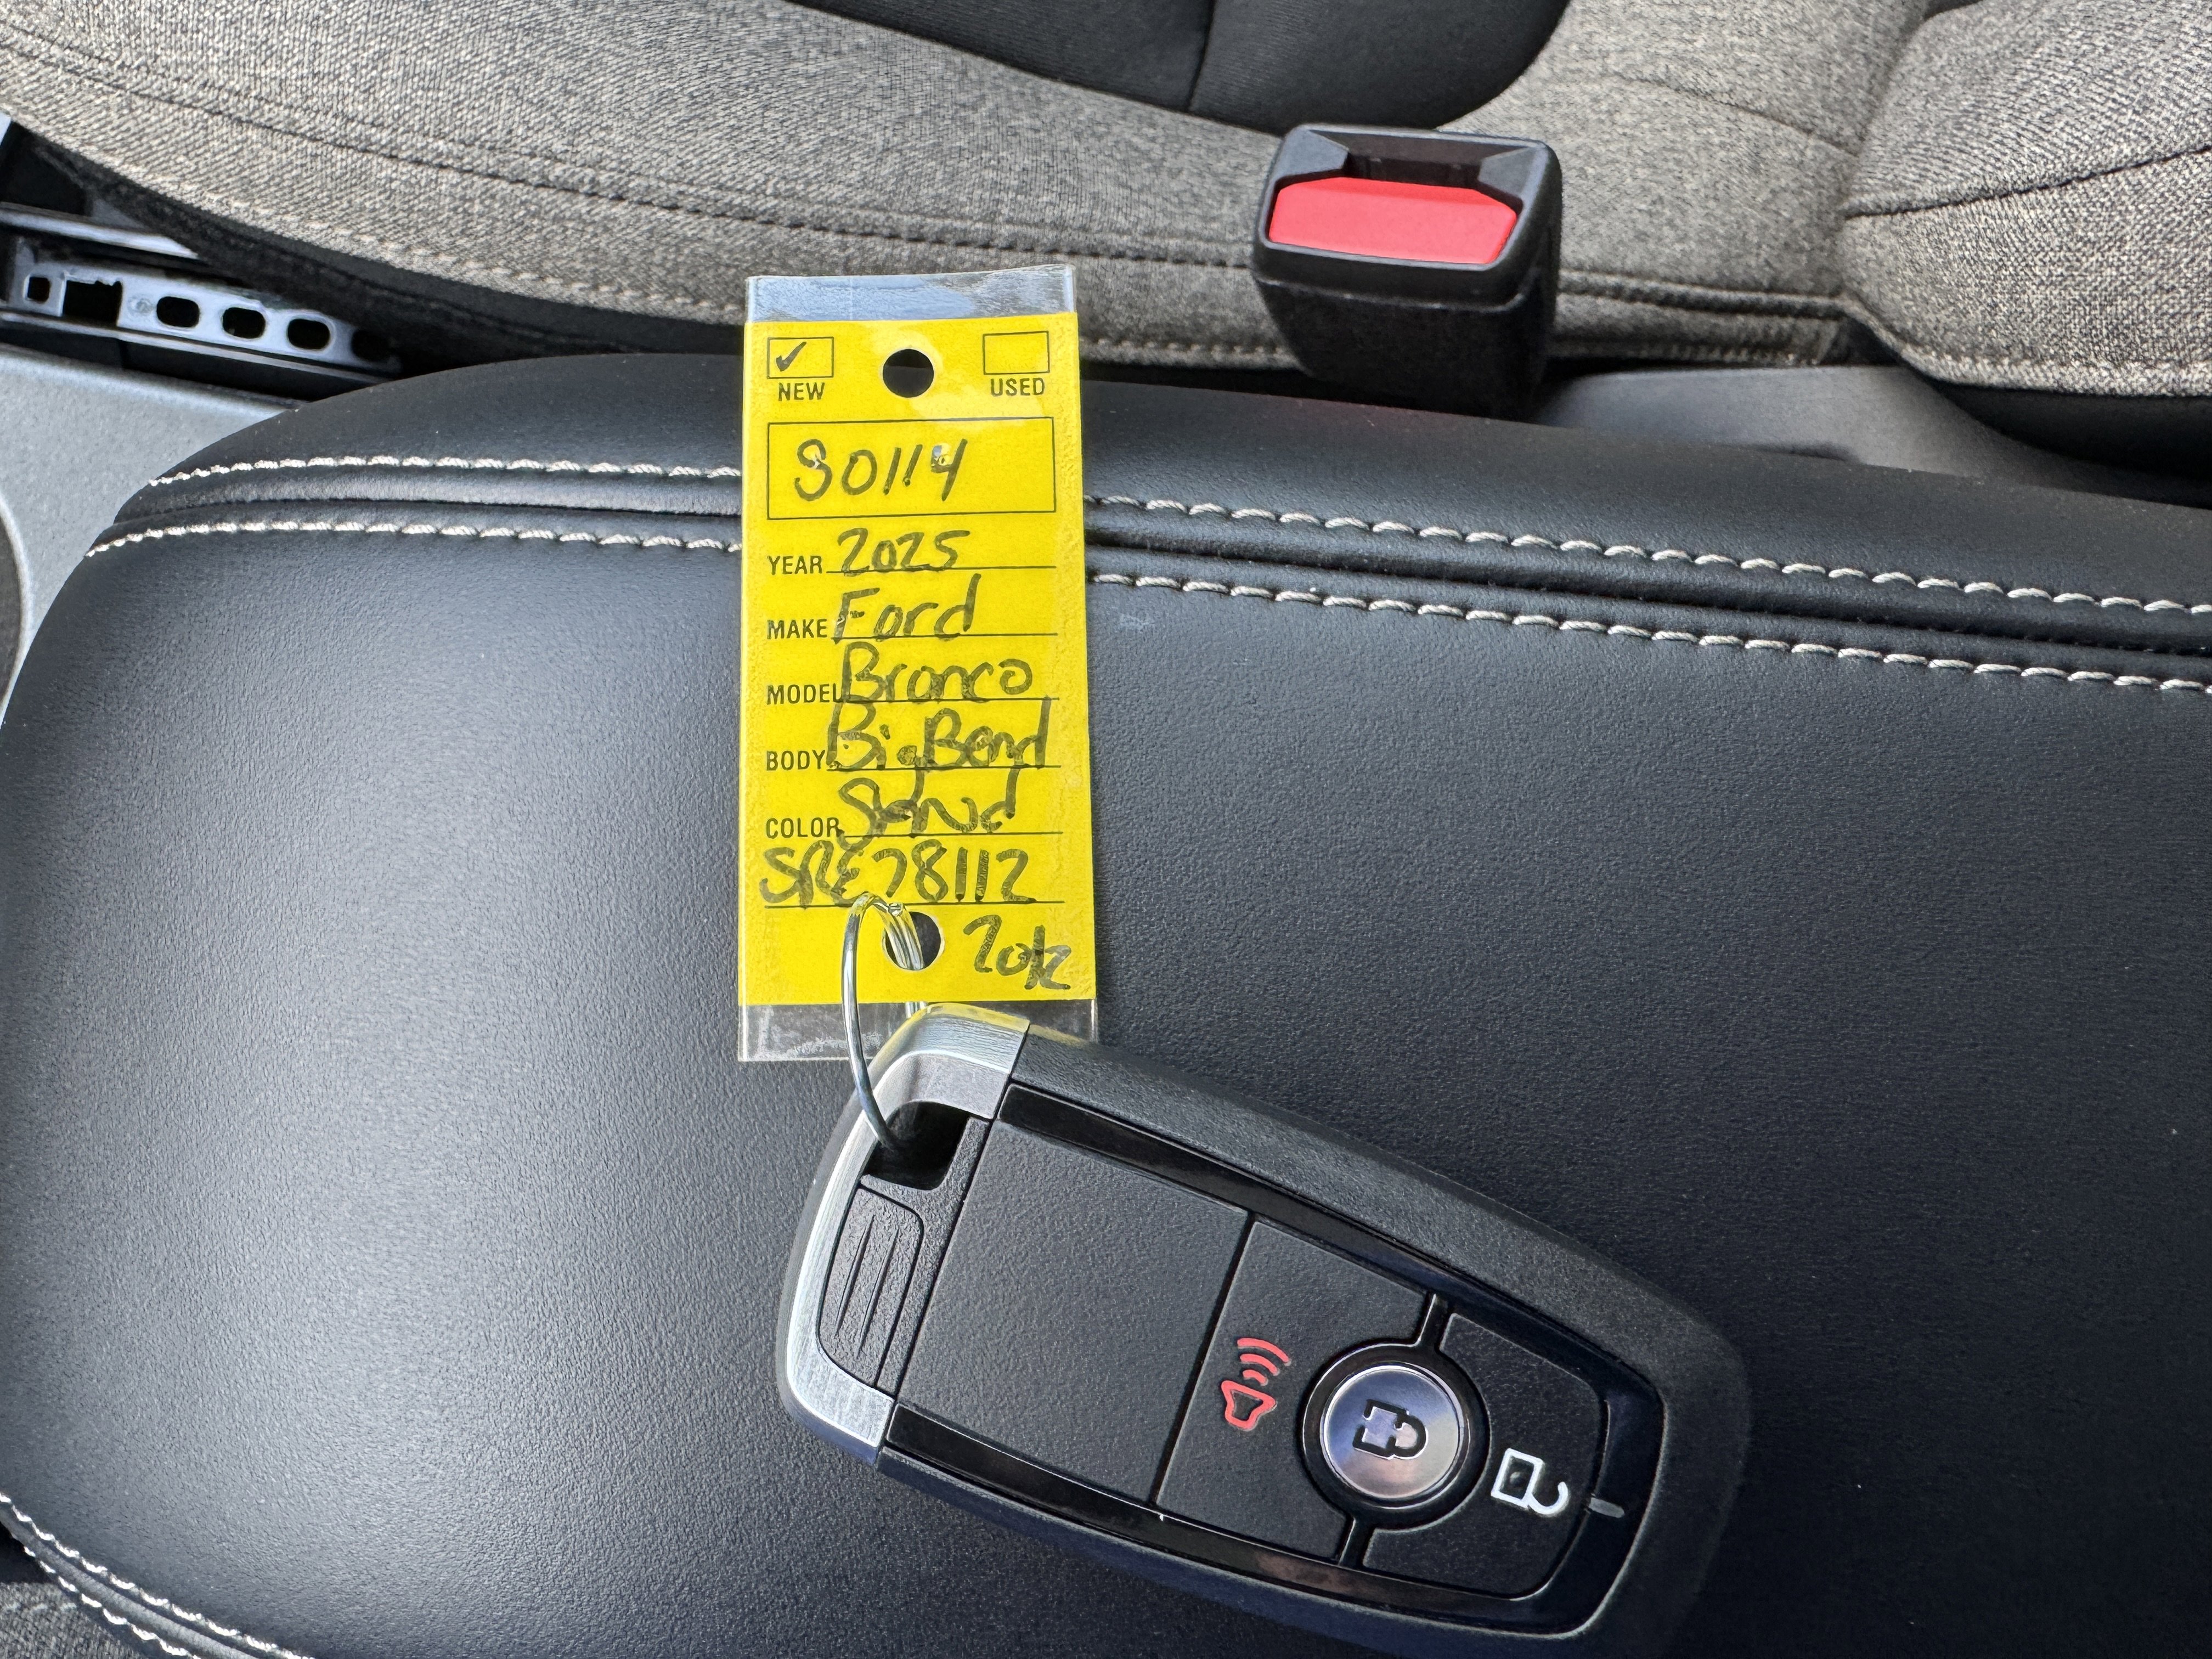 ✓
NEW USED
S0114
YEAR 2025
MAKE Ford
MODEL Bronco
BODY Big Bend
COLOR Sand
SRE78112
2ok